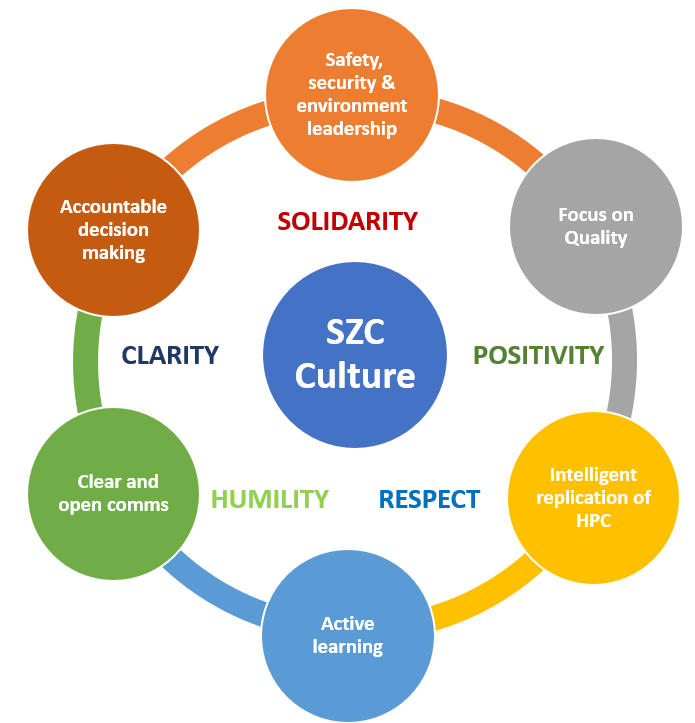 Safety,
security &
environment
leadership
Accountable
decision
making
Focus on
Quality
SOLIDARITY
SZC
Culture
CLARITY
POSITIVITY
Clear and
open comms
HUMILITY
RESPECT
Intelligent
replication of
HPC
Active
learning